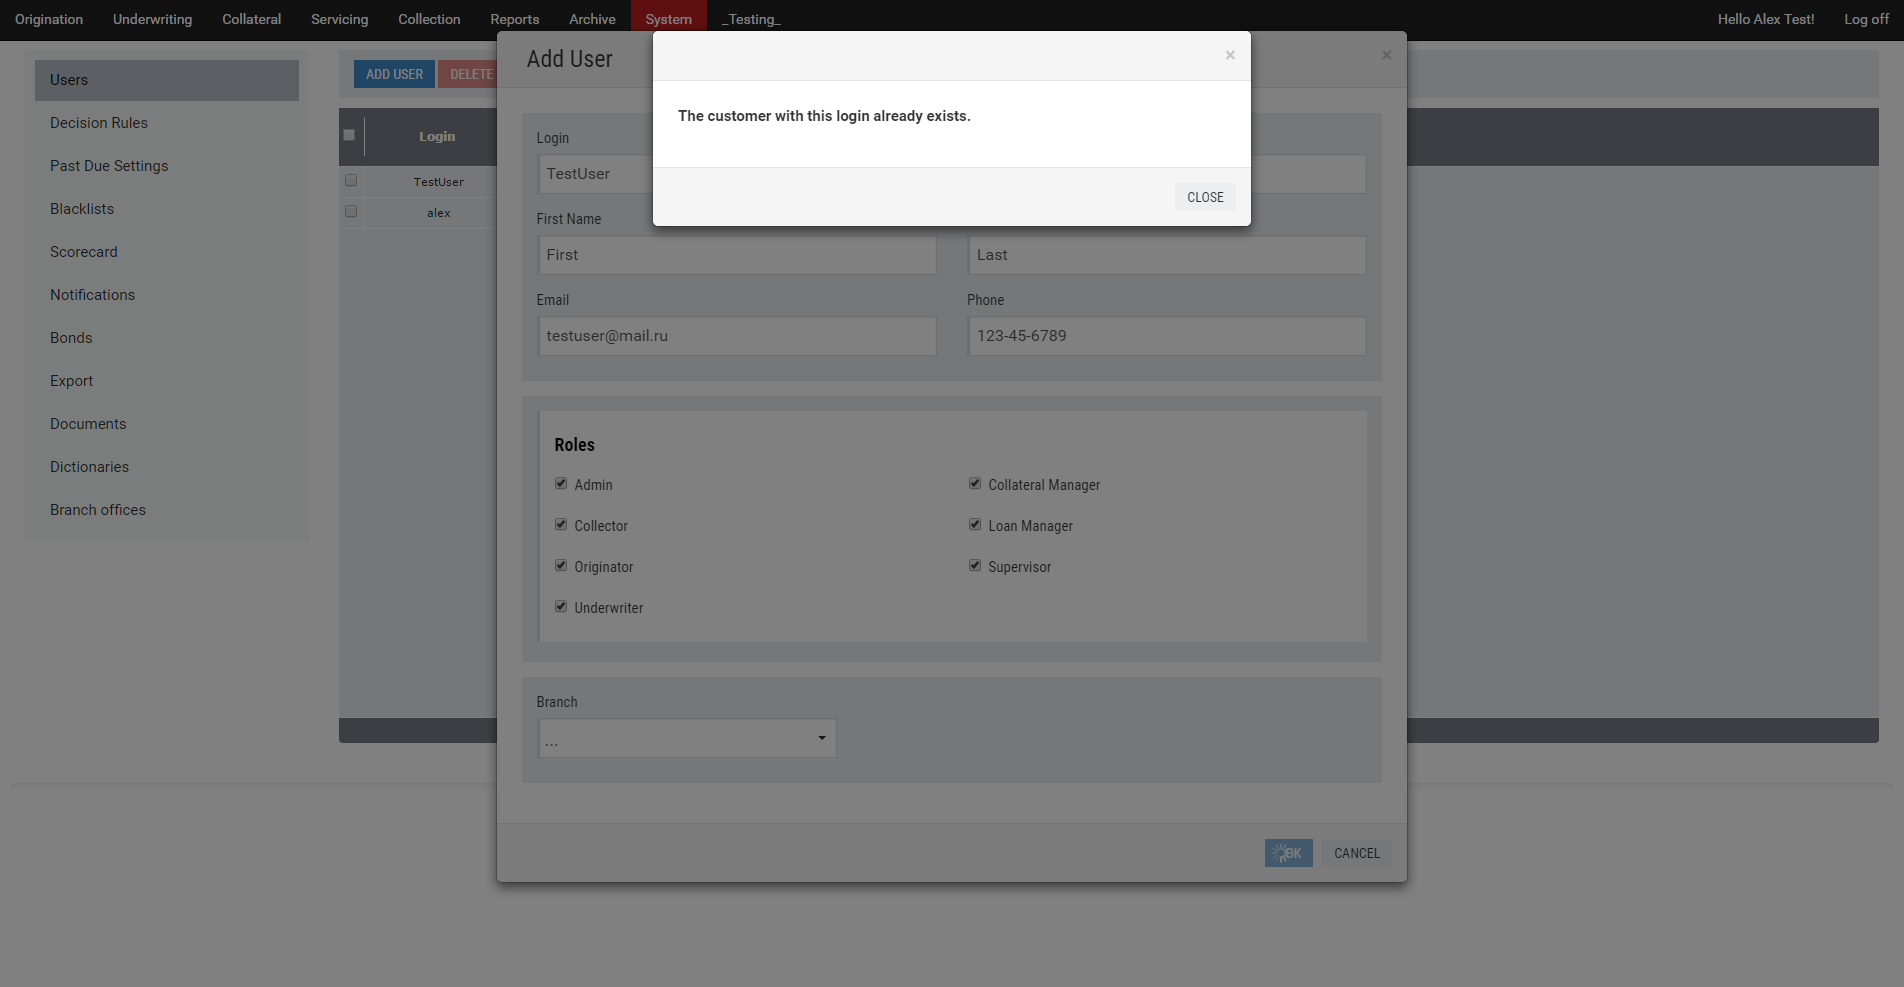 Origination Underwriting Collateral Servicing Collection Reports Archive System _Testing_ Hello Alex Test! Log off
Users
Decision Rules
Past Due Settings
Blacklists
Scorecard
Notifications
Bonds
Export
Documents
Dictionaries
Branch offices
ADD USER DELETE
Login
TestUser
alex
Add User ×
×
The customer with this login already exists.
CLOSE
Login
TestUser
First Name
First Last
Email Phone
testuser@mail.ru 123-45-6789
Roles
Admin Collateral Manager
Collector Loan Manager
Originator Supervisor
Underwriter
Branch
...
OK CANCEL